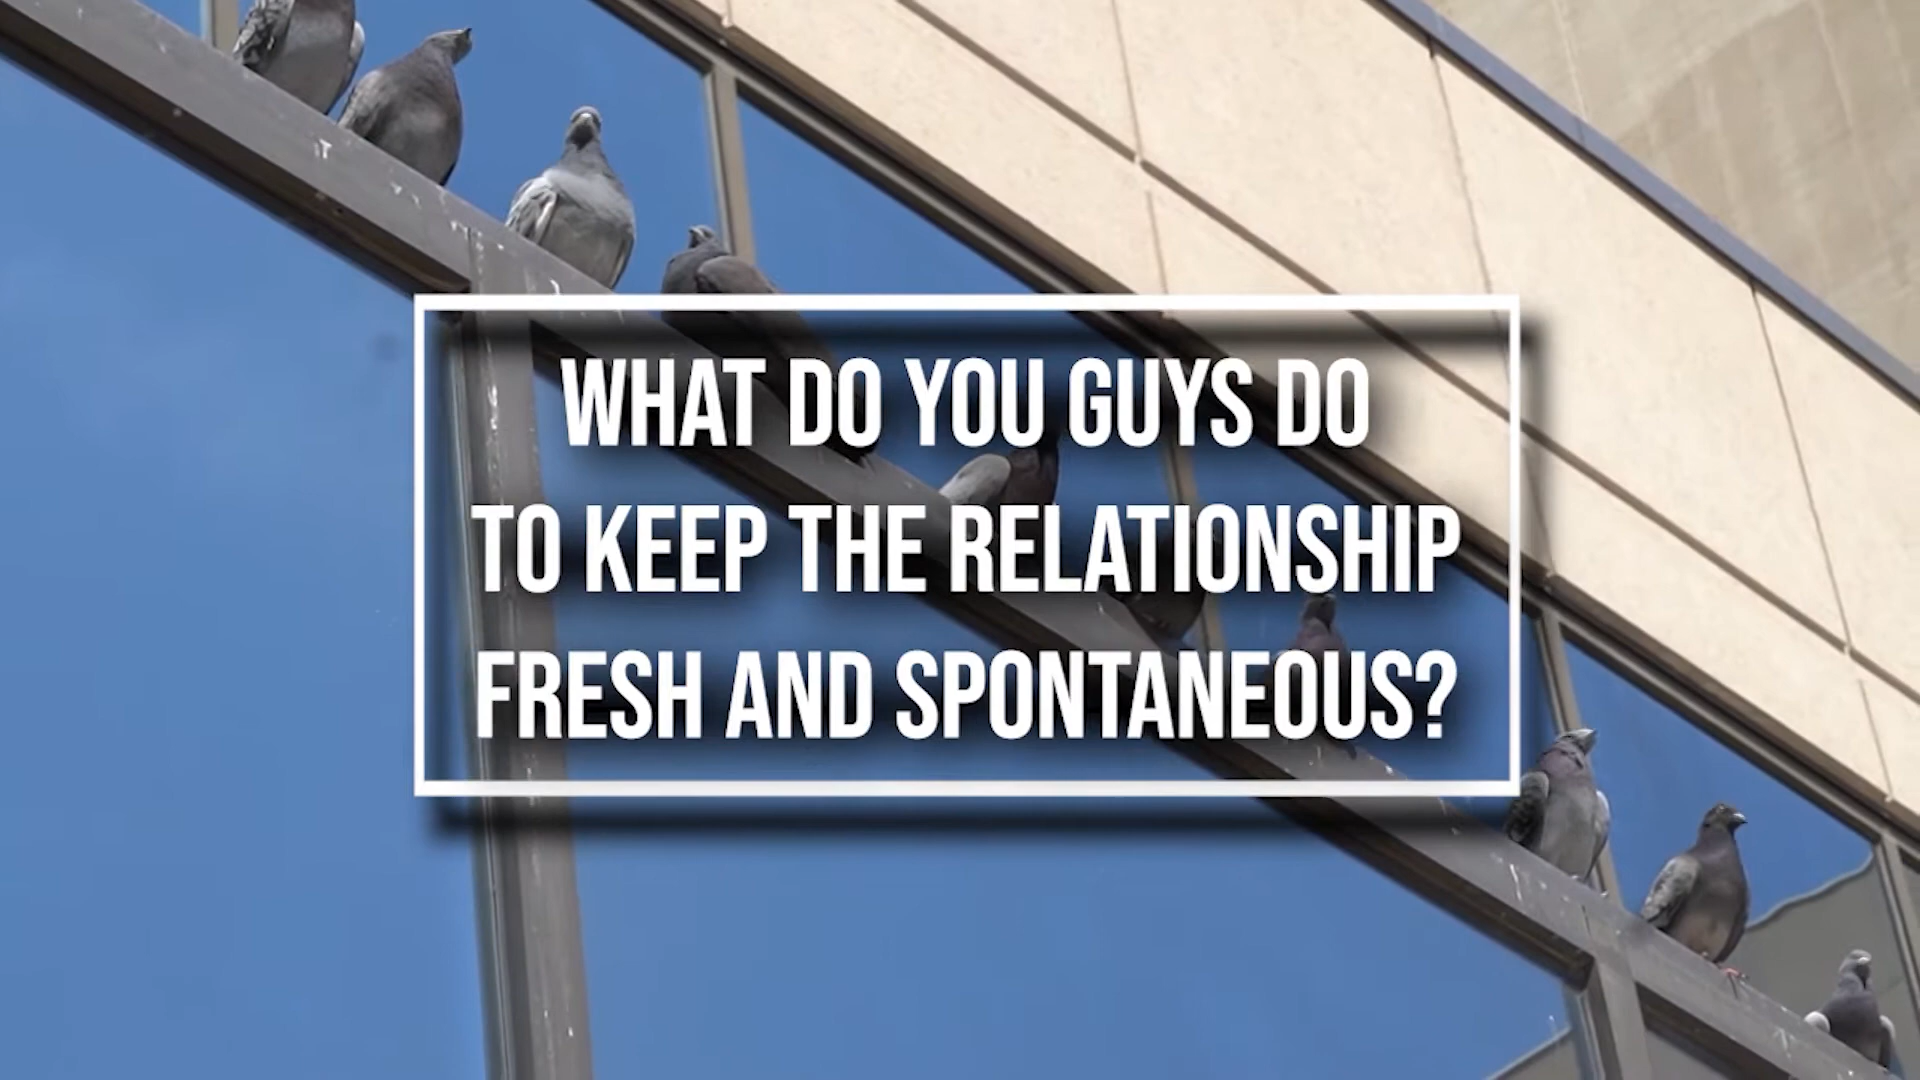 WHAT DO YOU GUYS DO
TO KEEP THE RELATIONSHIP
FRESH AND SPONTANEOUS?